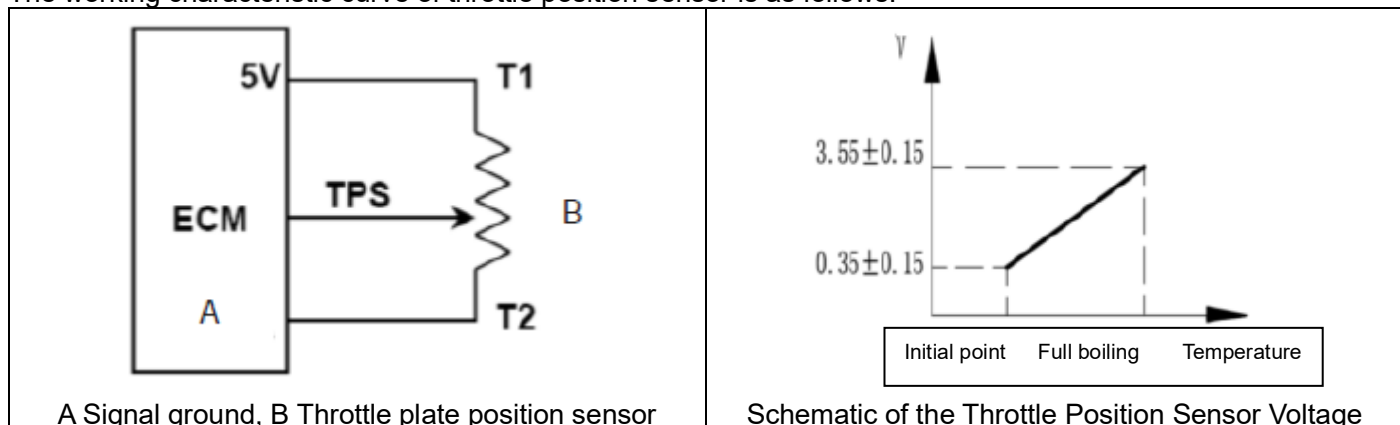 The working characteristic curve of throttle position sensor is as follower
5V
T1
TPS
ECM
B
A
T2
A Signal ground, B Throttle plate position sensor
V
3.55±0.15
0.35±0.15
Initial point Full boiling Temperature
Schematic of the Throttle Position Sensor Voltage